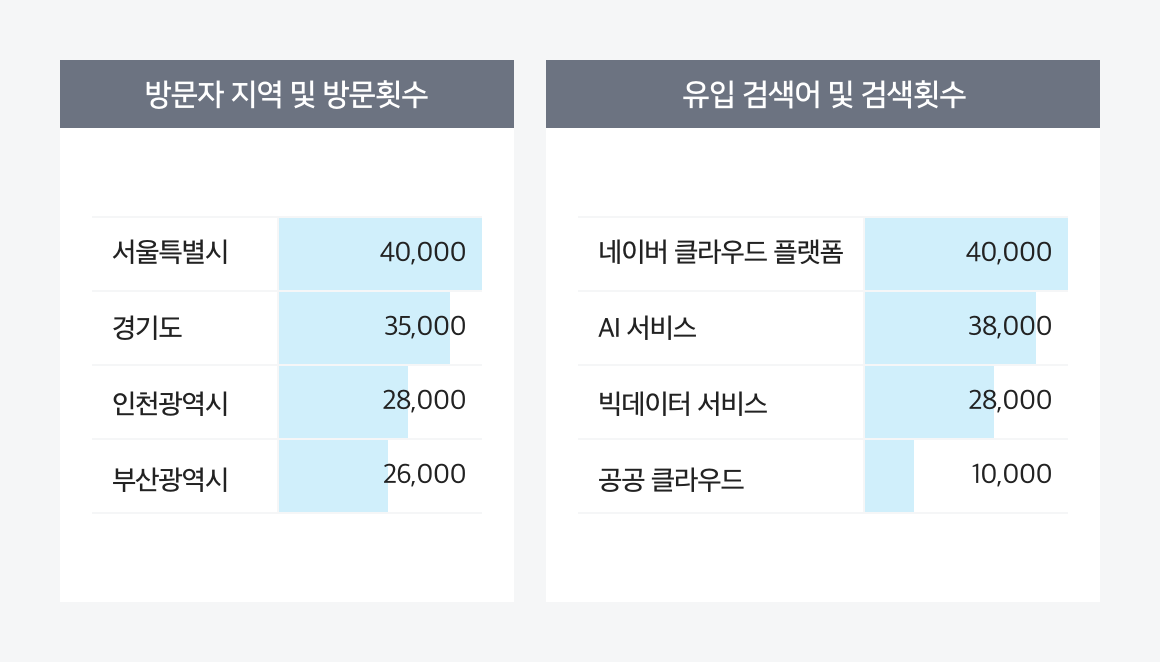 방문자 지역 및 방문횟수
서울특별시 40,000
경기도 35,000
인천광역시 28,000
부산광역시 26,000
유입 검색어 및 검색횟수
네이버 클라우드 플랫폼 40,000
AI 서비스 38,000
빅데이터 서비스 28,000
공공 클라우드 10,000